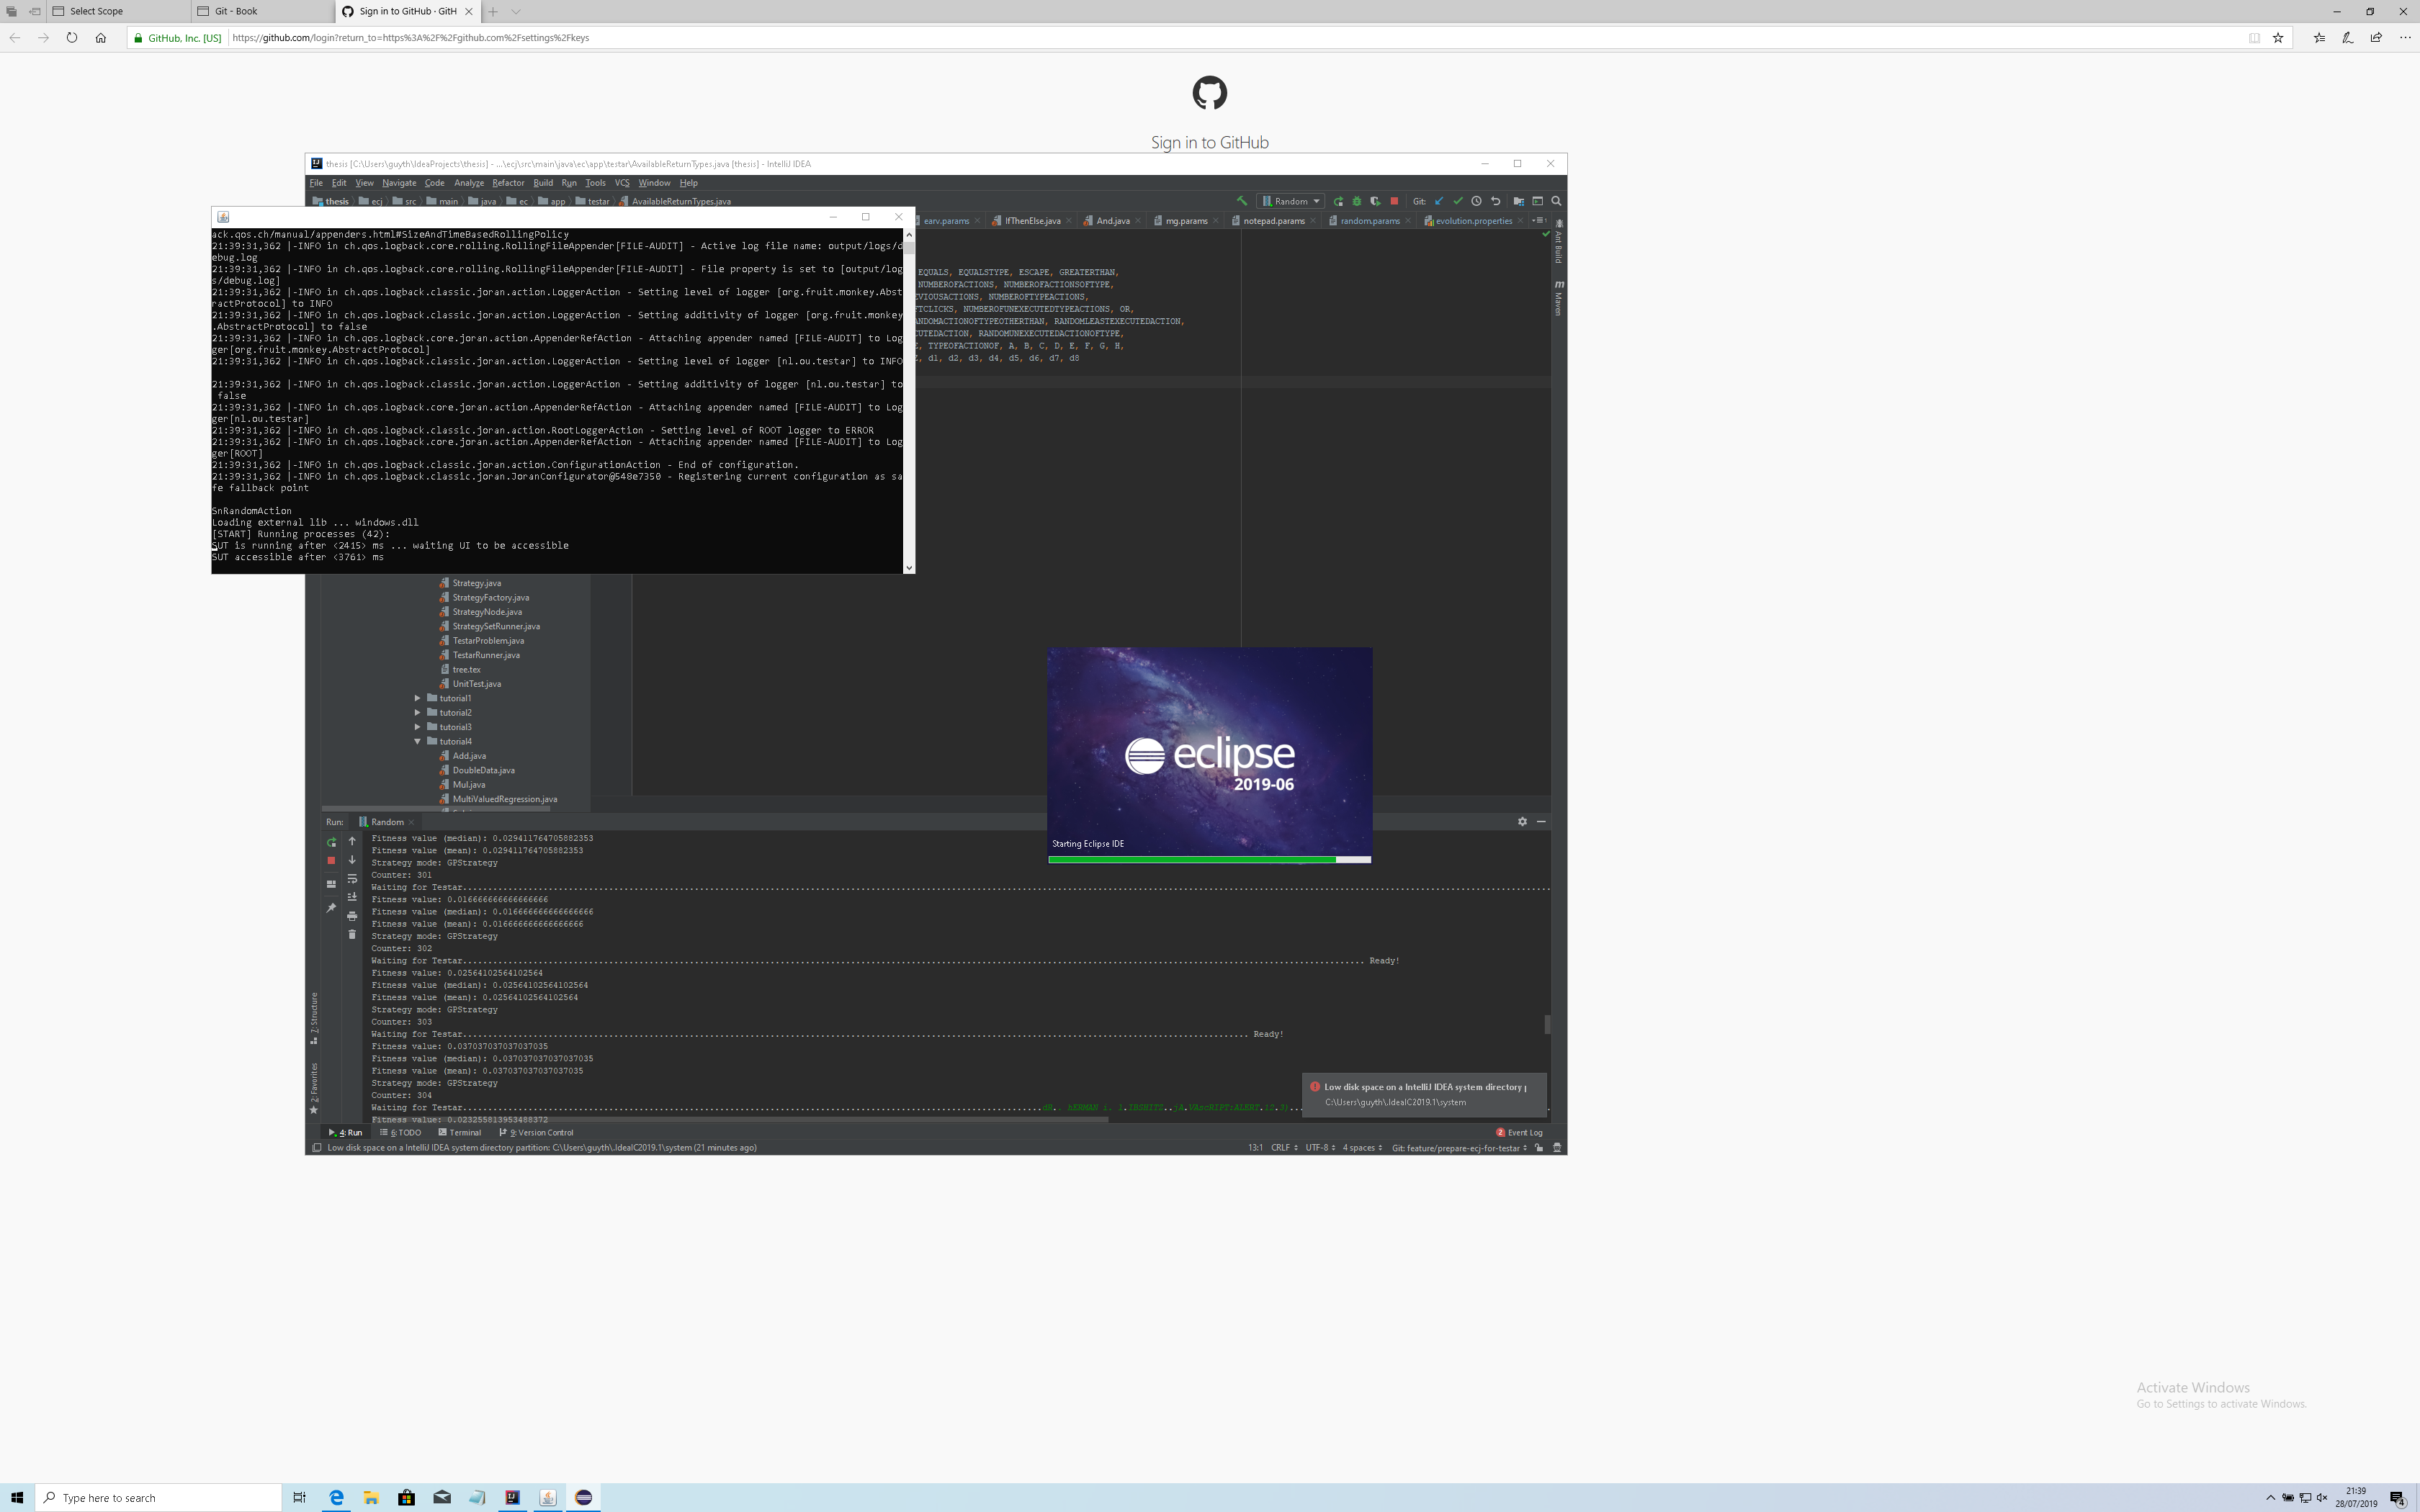 Select Scope
Git - Book
Sign in to GitHub · GitH
GitHub, Inc. [US]
https://github.com/login?return_to=https%3A%2F%2Fgithub.com%2Fsettings%2Fkeys
Sign in to GitHub
thesis [C:\Users\guyth\IdeaProjects\thesis] - ...\ecj\src\main\java\ec\app\testar\AvailableReturnTypes.java [thesis] - IntelliJ IDEA
File Edit View Navigate Code Analyze Refactor Build Run Tools VCS Window Help
thesis ecj src main java ec app testar AvailableReturnTypes.java
Random
Git:
earv.params IfThenElse.java And.java mg.params notepad.params random.params evolution.properties
Ant Build
Maven
ack.qos.ch/manual/appenders.html#SizeAndTimeBasedRollingPolicy
21:39:31,362 |-INFO in ch.qos.logback.core.rolling.RollingFileAppender[FILE-AUDIT] - Active log file name: output/logs/d
ebug.log
21:39:31,362 |-INFO in ch.qos.logback.core.rolling.RollingFileAppender[FILE-AUDIT] - File property is set to [output/log
s/debug.log]
21:39:31,362 |-INFO in ch.qos.logback.classic.joran.action.LoggerAction - Setting level of logger [org.fruit.monkey.Abst
ractProtocol] to INFO
21:39:31,362 |-INFO in ch.qos.logback.classic.joran.action.LoggerAction - Setting additivity of logger [org.fruit.monkey
.AbstractProtocol] to false
21:39:31,362 |-INFO in ch.qos.logback.core.joran.action.AppenderRefAction - Attaching appender named [FILE-AUDIT] to Log
ger[org.fruit.monkey.AbstractProtocol]
21:39:31,362 |-INFO in ch.qos.logback.classic.joran.action.LoggerAction - Setting level of logger [nl.ou.testar] to INFO
21:39:31,362 |-INFO in ch.qos.logback.classic.joran.action.LoggerAction - Setting additivity of logger [nl.ou.testar] to
false
21:39:31,362 |-INFO in ch.qos.logback.core.joran.action.AppenderRefAction - Attaching appender named [FILE-AUDIT] to Log
ger[nl.ou.testar]
21:39:31,362 |-INFO in ch.qos.logback.classic.joran.action.RootLoggerAction - Setting level of ROOT logger to ERROR
21:39:31,362 |-INFO in ch.qos.logback.core.joran.action.AppenderRefAction - Attaching appender named [FILE-AUDIT] to Log
ger[ROOT]
21:39:31,362 |-INFO in ch.qos.logback.classic.joran.action.ConfigurationAction - End of configuration.
21:39:31,362 |-INFO in ch.qos.logback.classic.joran.JoranConfigurator@548e7350 - Registering current configuration as sa
fe fallback point
SnRandomAction
Loading external lib ... windows.dll
[START] Running processes (42):
SUT is running after <2415> ms ... waiting UI to be accessible
SUT accessible after <3761> ms
EQUALS, EQUALSTYPE, ESCAPE, GREATERTHAN,
NUMBEROFACTIONS, NUMBEROFACTIONSOFTYPE,
EVIOUSACTIONS, NUMBEROFTYPEACTIONS,
FTCLICKS, NUMBEROFUNEXECUTEDTYPEACTIONS, OR,
ANDOMACTIONOFTYPEOTHERTHAN, RANDOMLEASTEXECUTEDACTION,
CUTEDACTION, RANDOMUNEXECUTEDACTIONOFTYPE,
, TYPEOFACTIONOF, A, B, C, D, E, F, G, H,
Z, d1, d2, d3, d4, d5, d6, d7, d8
Strategy.java
StrategyFactory.java
StrategyNode.java
StrategySetRunner.java
TestarProblem.java
TestarRunner.java
tree.tex
UnitTest.java
tutorial1
tutorial2
tutorial3
tutorial4
Add.java
DoubleData.java
Mul.java
MultiValuedRegression.java
eclipse
2019-06
Starting Eclipse IDE
Run: Random
Fitness value (median): 0.029411764705882353
Fitness value (mean): 0.029411764705882353
Strategy mode: GPStrategy
Counter: 301
Waiting for Testar
Fitness value: 0.016666666666666666
Fitness value (median): 0.016666666666666666
Fitness value (mean): 0.016666666666666666
Strategy mode: GPStrategy
Counter: 302
Waiting for Testar Ready!
Fitness value: 0.02564102564102564
Fitness value (median): 0.02564102564102564
Fitness value (mean): 0.02564102564102564
Strategy mode: GPStrategy
Counter: 303
Waiting for Testar Ready!
Fitness value: 0.037037037037037035
Fitness value (median): 0.037037037037037035
Fitness value (mean): 0.037037037037037035
Strategy mode: GPStrategy
Counter: 304
Waiting for Testar
Fitness value: 0.023255813953488372
Z: Structure
2: Favorites
Low disk space on a IntelliJ IDEA system directory
C:\Users\guyth\.IdeaIC2019.1\system
4: Run 6: TODO Terminal 9: Version Control
2 Event Log
Low disk space on a IntelliJ IDEA system directory partition: C:\Users\guyth\.IdeaIC2019.1\system (21 minutes ago)
13:1 CRLF UTF-8 4 spaces Git: feature/prepare-ecj-for-testar
Activate Windows
Go to Settings to activate Windows.
Type here to search
21:39
28/07/2019
4